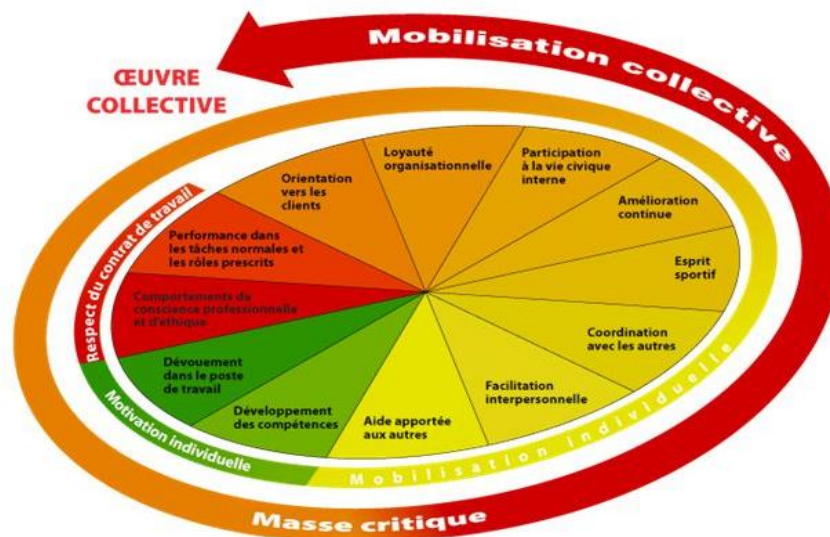 Mobilisation collective
ŒUVRE
COLLECTIVE
Loyauté
organisationnelle
Participation
à la vie civique
interne
Orientation
vers les
clients
Amélioration
continue
Performance dans
les tâches normales et
les rôles prescrits
Esprit
sportif
Comportements de
conscience professionnelle
et d'éthique
Coordination
avec les autres
Dévouement
dans le poste
de travail
Facilitation
interpersonnelle
Développement
des compétences
Aide apportée
aux autres
Respect du contrat de travail
Motivation individuelle
Mobilisation individuelle
Masse critique